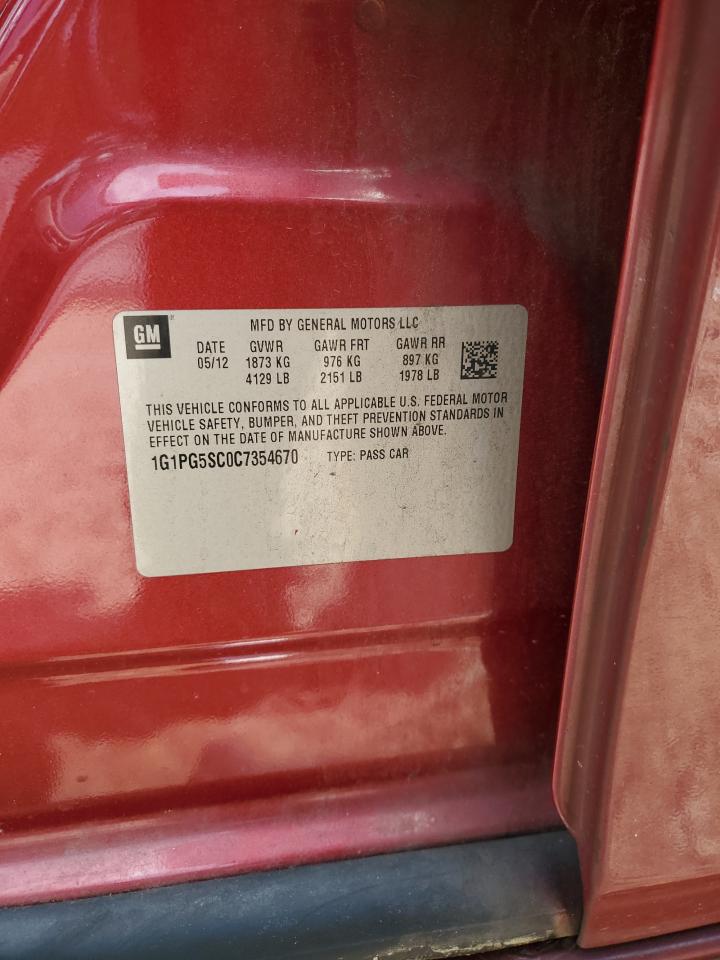 GM
MFD BY GENERAL MOTORS LLC
DATE GVWR GAWR FRT GAWR RR
05/12 1873 KG 976 KG 897 KG
4129 LB 2151 LB 1978 LB
THIS VEHICLE CONFORMS TO ALL APPLICABLE U.S. FEDERAL MOTOR
VEHICLE SAFETY, BUMPER, AND THEFT PREVENTION STANDARDS IN
EFFECT ON THE DATE OF MANUFACTURE SHOWN ABOVE.
1G1PG5SC0C7354670 TYPE: PASS CAR